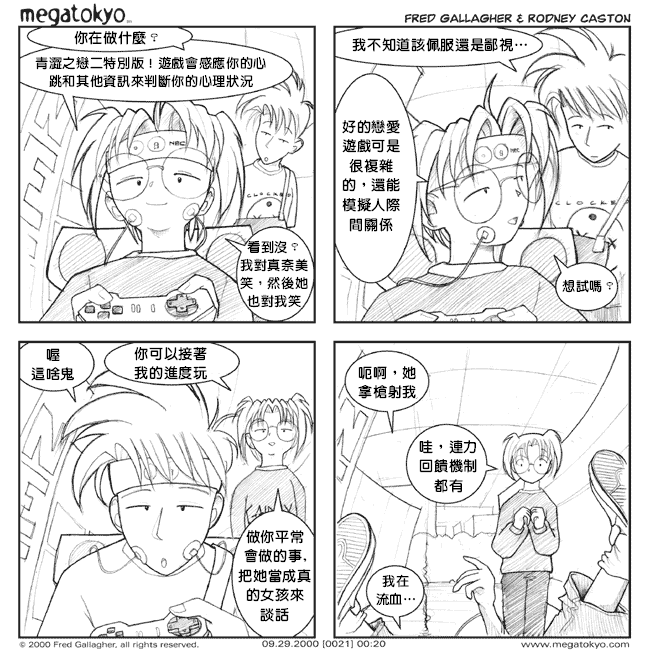 megatokyo
FRED GALLAGHER & RODNEY CASTON
你在做什麼？
青澀之戀二特別版！遊戲會感應你的心
跳和其他資訊來判斷你的心理狀況
NEC
CLOCKED
看到沒？
我對真奈美
笑，然後她
也對我笑
我不知道該佩服還是鄙視…
好的戀愛
遊戲可是
很複雜
的，還能
模擬人際
間關係
NEC
CLOCKED
想試嗎？
喔
這啥鬼
你可以接著
我的進度玩
做你平常
會做的事,
把她當成真
的女孩來
談話
呃啊，她
拿槍射我
哇，連力
回饋機制
都有
我在
流血…
© 2000 Fred Gallagher, all rights reserved.
09.29.2000 [0021] 00:20
www.megatokyo.com